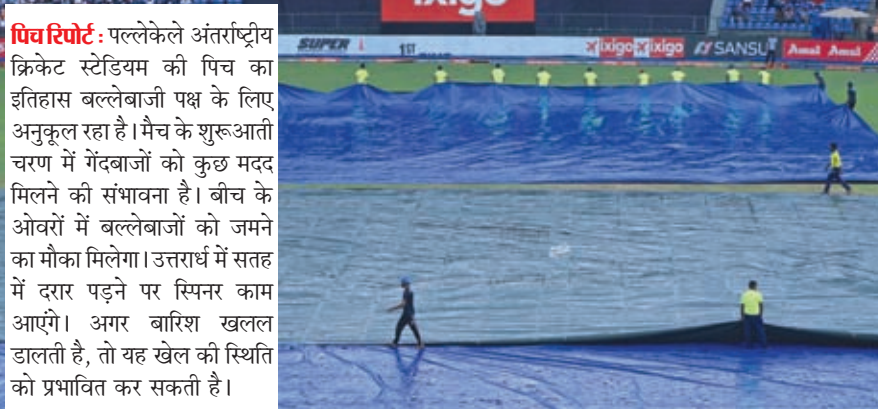 पिच रिपोर्ट : पल्लेकेले अंतर्राष्ट्रीय
क्रिकेट स्टेडियम की पिच का
इतिहास बल्लेबाजी पक्ष के लिए
अनुकूल रहा है। मैच के शुरूआती
चरण में गेंदबाजों को कुछ मदद
मिलने की संभावना है। बीच के
ओवरों में बल्लेबाजों को जमने
का मौका मिलेगा। उत्तरार्ध में सतह
में दरार पड़ने पर स्पिनर काम
आएंगे। अगर बारिश खलल
डालती है, तो यह खेल की स्थिति
को प्रभावित कर सकती है।
ixigo
SUPER
1ST
ixigo ixigo
SANSU
Amul Amul